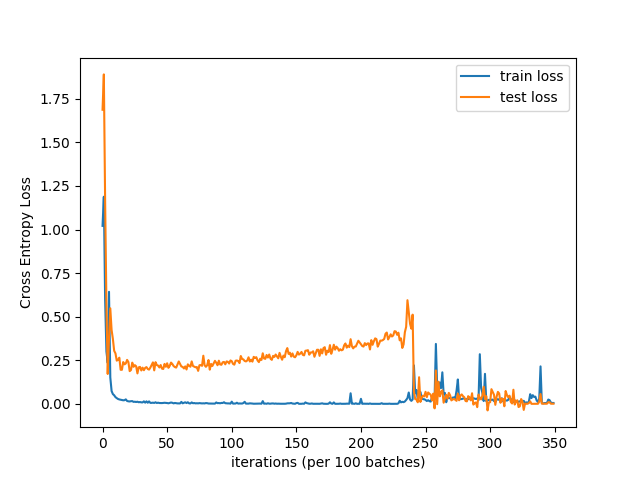 train loss
test loss
1.75
1.50
1.25
1.00
0.75
0.50
0.25
0.00
Cross Entropy Loss
0 50 100 150 200 250 300 350
iterations (per 100 batches)